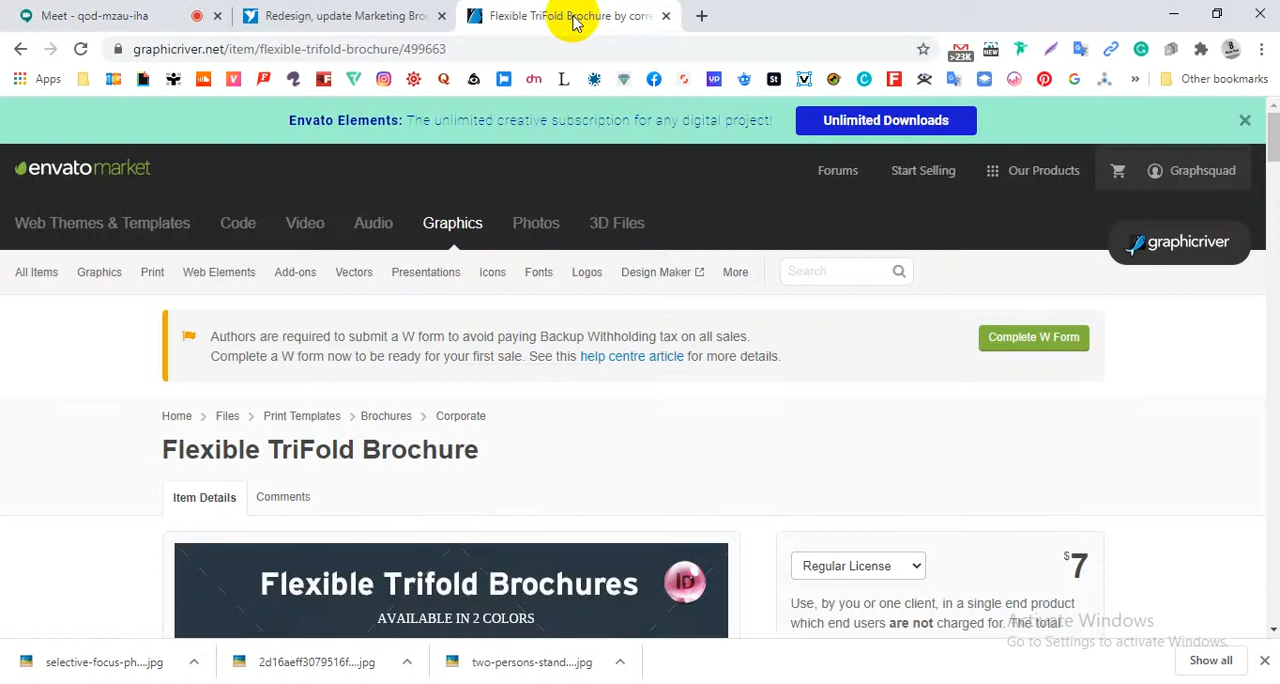 Meet - qod-mzau-iha
Redesign, update Marketing Bro
Flexible TriFold Brochure by corre
graphicriver.net/item/flexible-trifold-brochure/499663
>23K
NEW
Apps
Other bookmarks
Envato Elements: The unlimited creative subscription for any digital project!
Unlimited Downloads
envatomarket
Forums
Start Selling
Our Products
Graphsquad
Web Themes & Templates
Code
Video
Audio
Graphics
Photos
3D Files
graphicriver
All Items
Graphics
Print
Web Elements
Add-ons
Vectors
Presentations
Icons
Fonts
Logos
Design Maker
More
Search
Authors are required to submit a W form to avoid paying Backup Withholding tax on all sales.
Complete a W form now to be ready for your first sale. See this help centre article for more details.
Complete W Form
Home > Files > Print Templates > Brochures > Corporate
Flexible TriFold Brochure
Item Details
Comments
Flexible Trifold Brochures
ID
AVAILABLE IN 2 COLORS
Regular License
$7
Use, by you or one client, in a single end product
which end users are not charged for. The total
Activate Windows
Go to Settings to activate Windows.
selective-focus-ph....jpg
2d16aeff3079516f....jpg
two-persons-stand....jpg
Show all